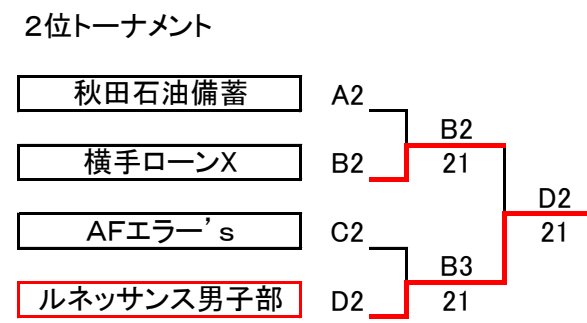 ２位トーナメント
秋田石油備蓄 A2
B2
横手ローンX B2 21
D2
AFエラー’ｓ C2 21
B3
ルネッサンス男子部 D2 21